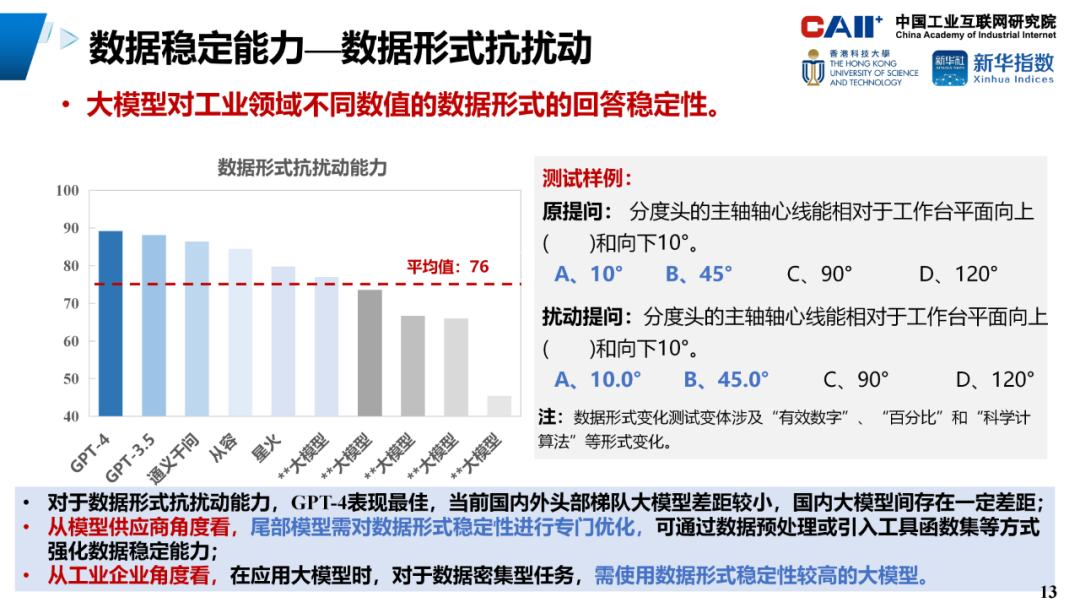 数据稳定能力—数据形式抗扰动
CAII+
中国工业互联网研究院
China Academy of Industrial Internet
香港科技大學
THE HONG KONG
UNIVERSITY OF SCIENCE
AND TECHNOLOGY
新华社
新华指数
Xinhua Indices
• 大模型对工业领域不同数值的数据形式的回答稳定性。
数据形式抗扰动能力
100
90
80
70
60
50
40
平均值：76
GPT-4
GPT-3.5
通义千问
从容
星火
**大模型
**大模型
**大模型
**大模型
**大模型
测试样例：
原提问： 分度头的主轴轴心线能相对于工作台平面向上
( )和向下10°。
A、10° B、45° C、90° D、120°
扰动提问：分度头的主轴轴心线能相对于工作台平面向上
( )和向下10°。
A、10.0° B、45.0° C、90° D、120°
注：数据形式变化测试变体涉及“有效数字”、“百分比”和“科学计
算法”等形式变化。
• 对于数据形式抗扰动能力，GPT-4表现最佳，当前国内外头部梯队大模型差距较小，国内大模型间存在一定差距；
• 从模型供应商角度看，尾部模型需对数据形式稳定性进行专门优化，可通过数据预处理或引入工具函数集等方式
强化数据稳定能力；
• 从工业企业角度看，在应用大模型时，对于数据密集型任务，需使用数据形式稳定性较高的大模型。
13